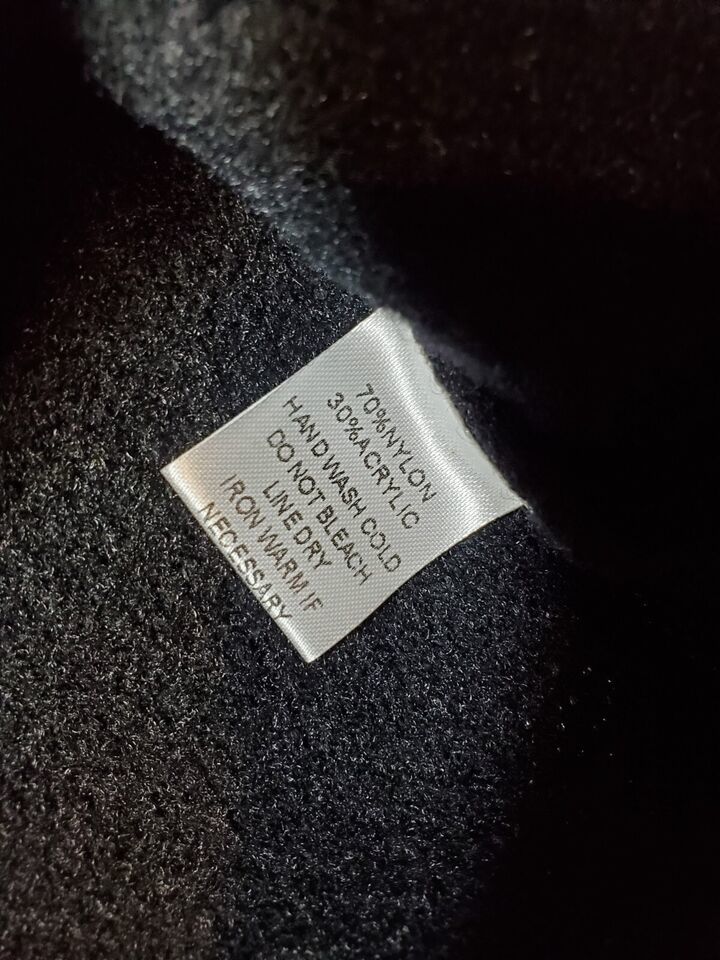 70%NYLON
30%ACRYLIC
HAND WASH COLD
DO NOT BLEACH
LINE DRY
IRON WARM IF
NECESSARY